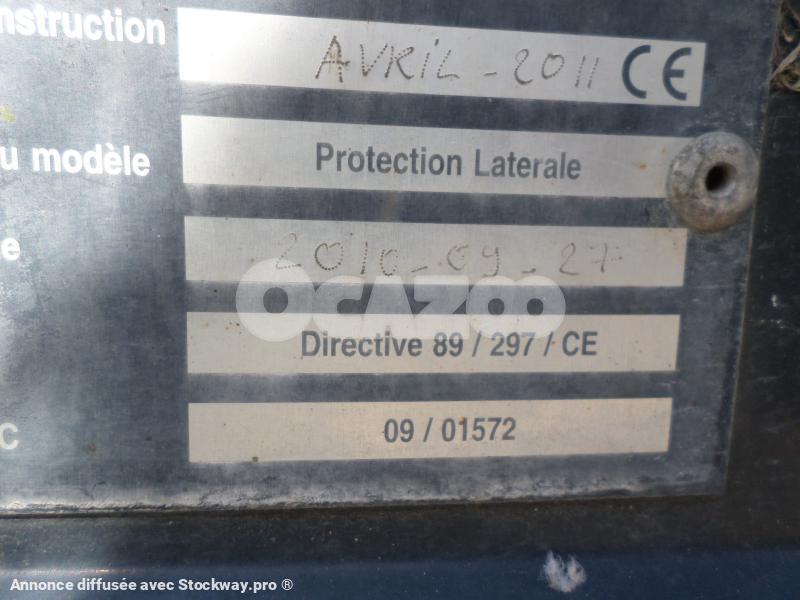 nstruction AVRIL - 2011 CE
u modèle Protection Laterale
e 2010-09-27
OCAZOO
Directive 89 / 297 / CE
C 09 / 01572
Annonce diffusée avec Stockway.pro ®